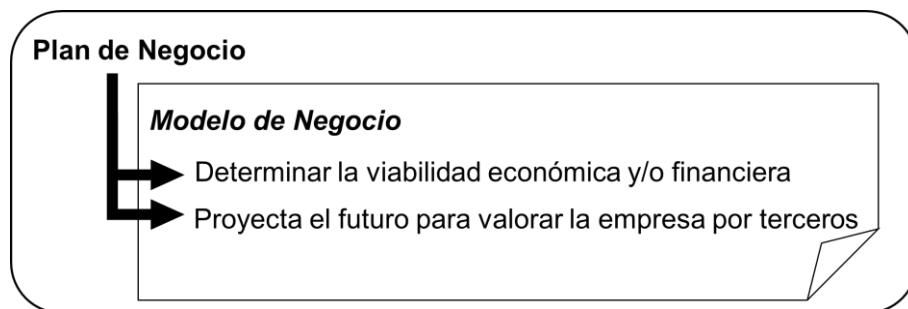 Plan de Negocio
Modelo de Negocio
Determinar la viabilidad económica y/o financiera
Proyecta el futuro para valorar la empresa por terceros